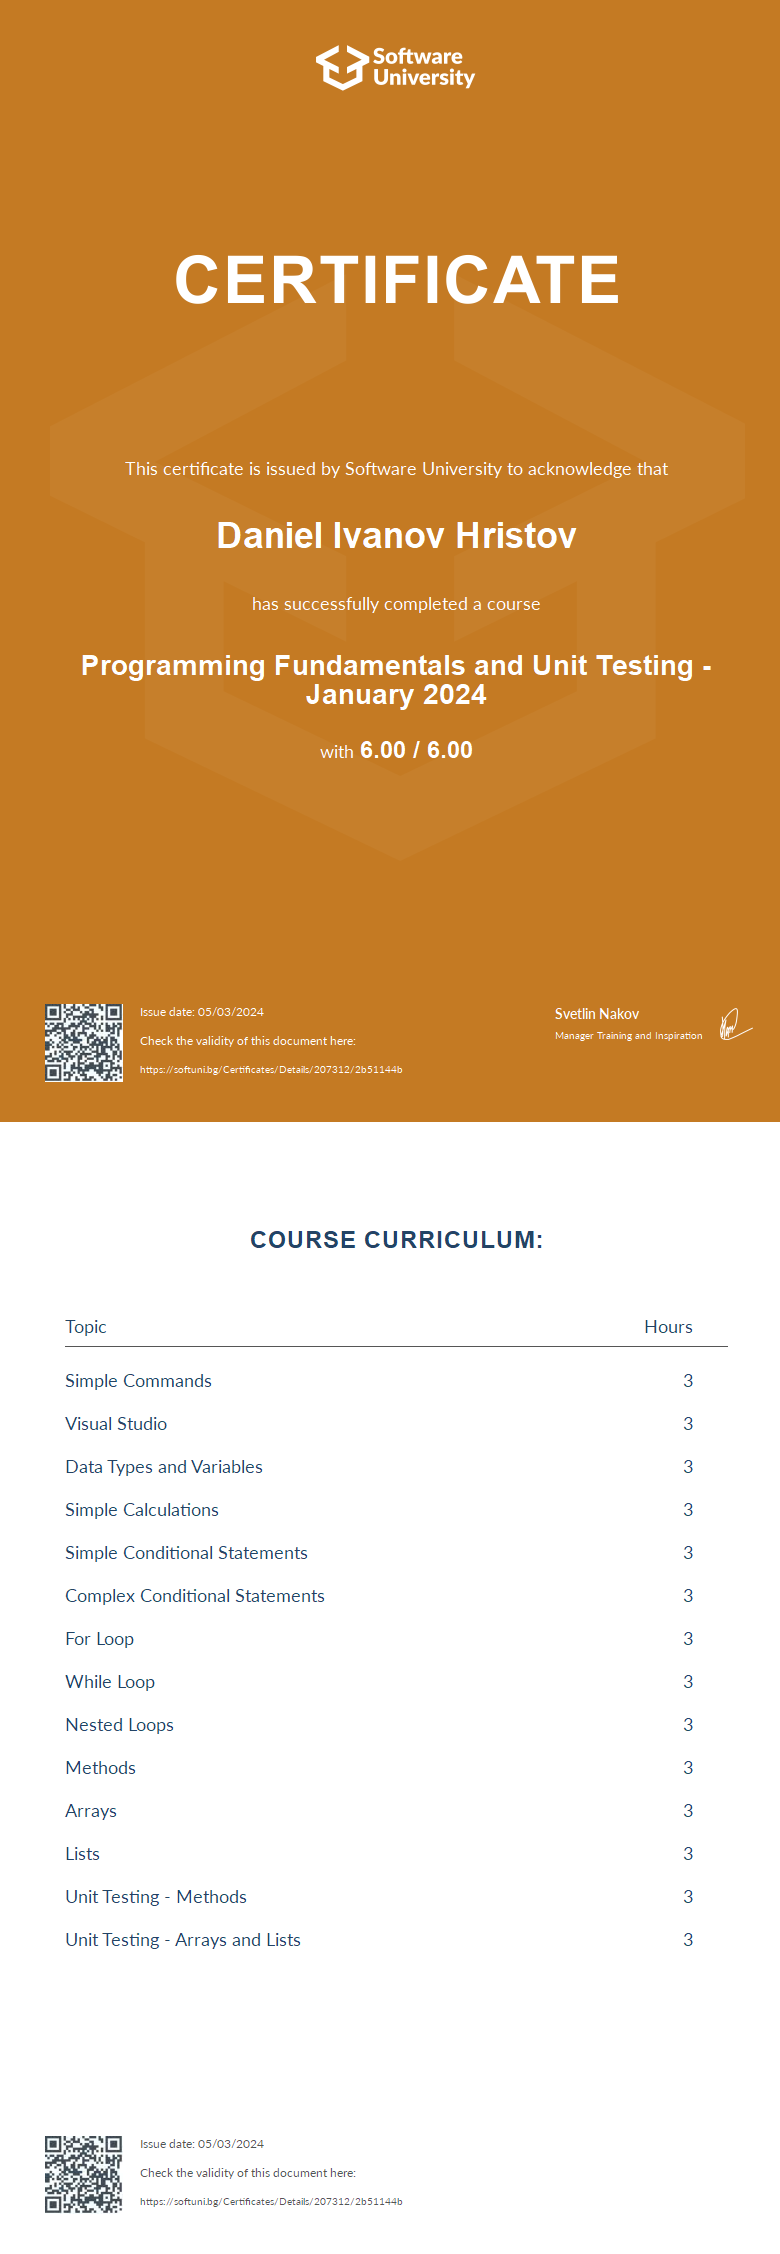 Software
University
CERTIFICATE
This certificate is issued by Software University to acknowledge that
Daniel Ivanov Hristov
has successfully completed a course
Programming Fundamentals and Unit Testing -
January 2024
with 6.00 / 6.00
Issue date: 05/03/2024
Check the validity of this document here:
https://softuni.bg/Certificates/Details/207312/2b51144b
Svetlin Nakov
Manager Training and Inspiration
COURSE CURRICULUM:
Topic Hours
Simple Commands 3
Visual Studio 3
Data Types and Variables 3
Simple Calculations 3
Simple Conditional Statements 3
Complex Conditional Statements 3
For Loop 3
While Loop 3
Nested Loops 3
Methods 3
Arrays 3
Lists 3
Unit Testing - Methods 3
Unit Testing - Arrays and Lists 3
Issue date: 05/03/2024
Check the validity of this document here:
https://softuni.bg/Certificates/Details/207312/2b51144b